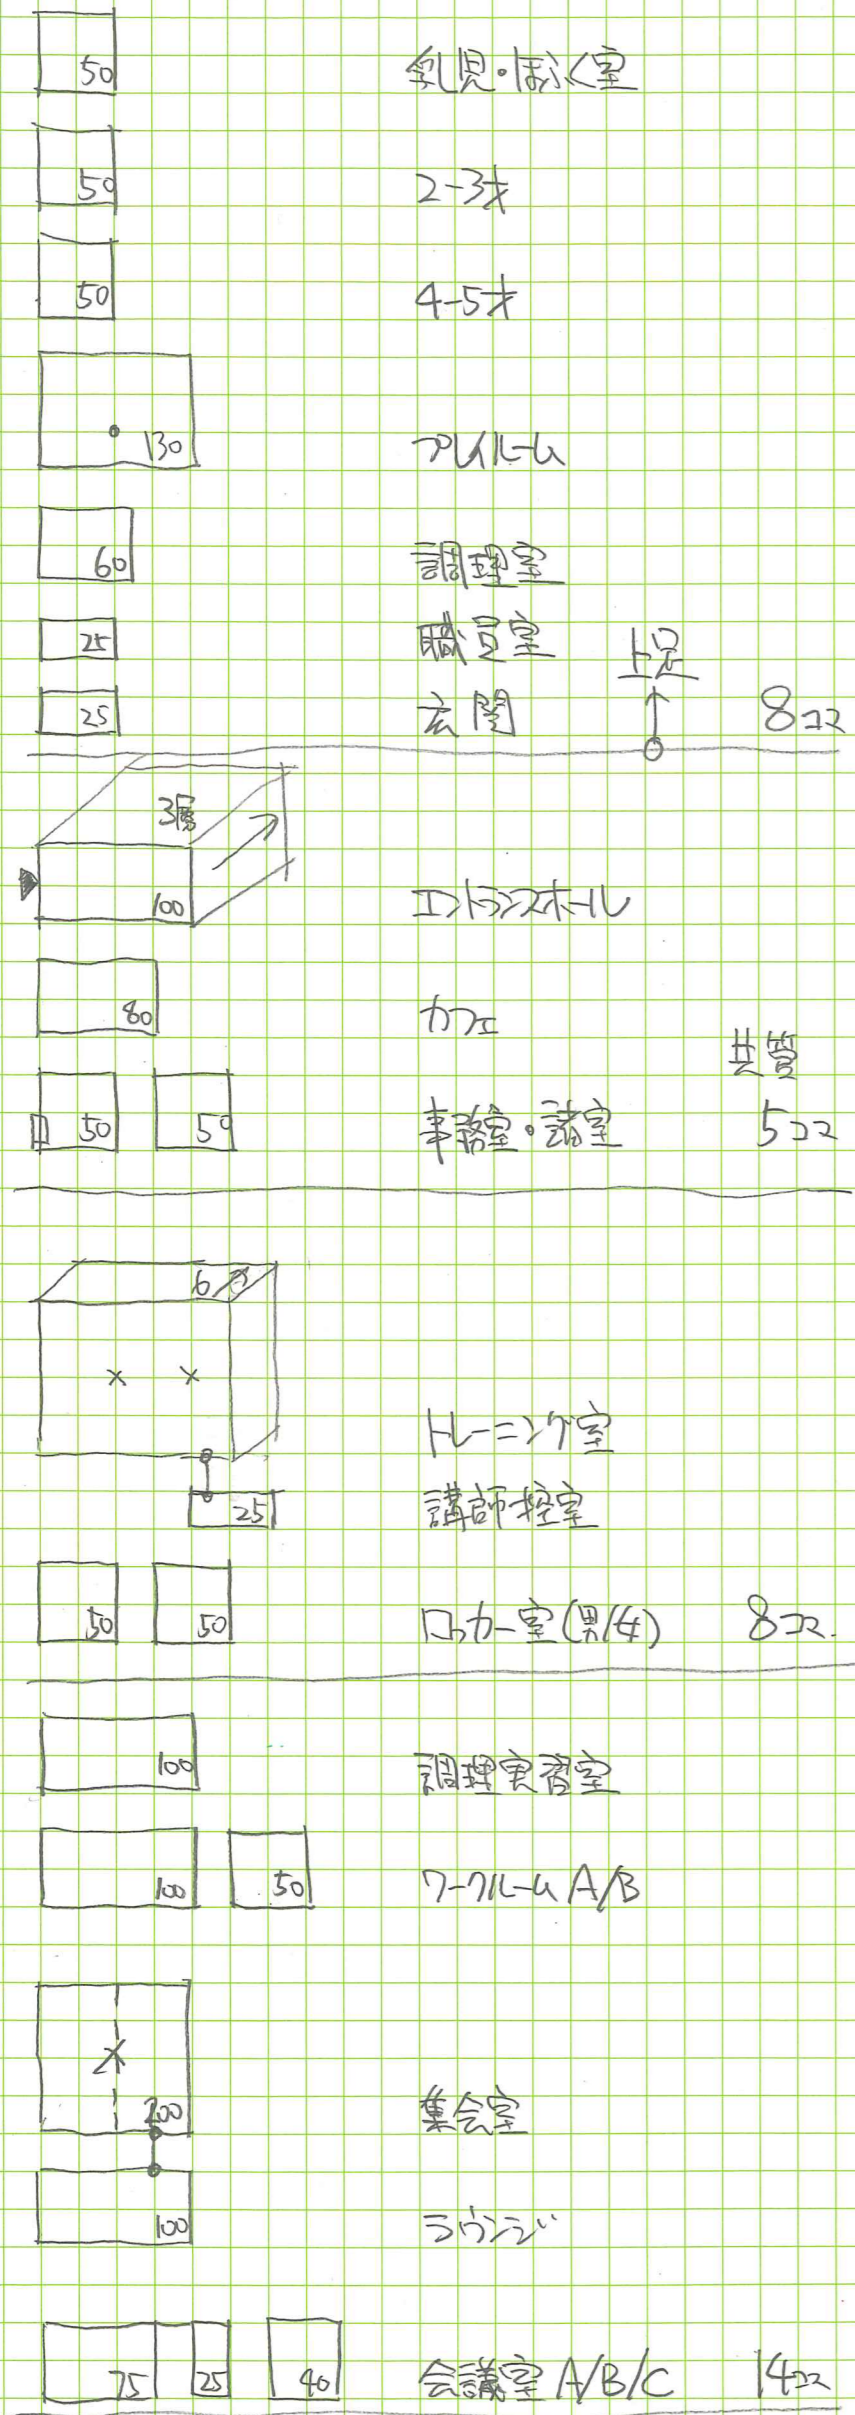 50 乳児・ほふく室
50 2-3才
50 4-5才
130 プレイルーム
60 調理室
25 職員室 上足
25 玄関 8コマ
3層
100 エントランスホール
80 カフェ
共管
50 50 事務室・諸室 5コマ
6m
トレーニング室
25 講師控室
50 50 ロッカー室(男/女) 8コマ
100 調理実習室
100 50 ワークルームA/B
200 集会室
100 ラウンジ
75 25 40 会議室A/B/C 14コマ